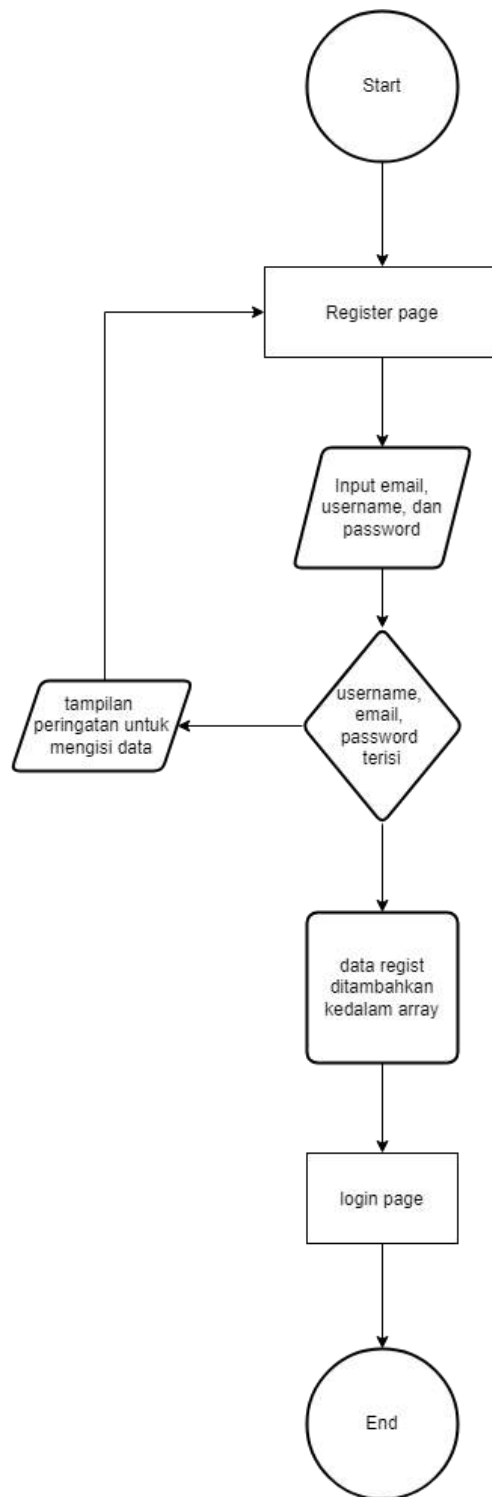 Start
Register page
Input email,
username, dan
password
username,
email,
password
terisi
tampilan
peringatan untuk
mengisi data
data regist
ditambahkan
kedalam array
login page
End